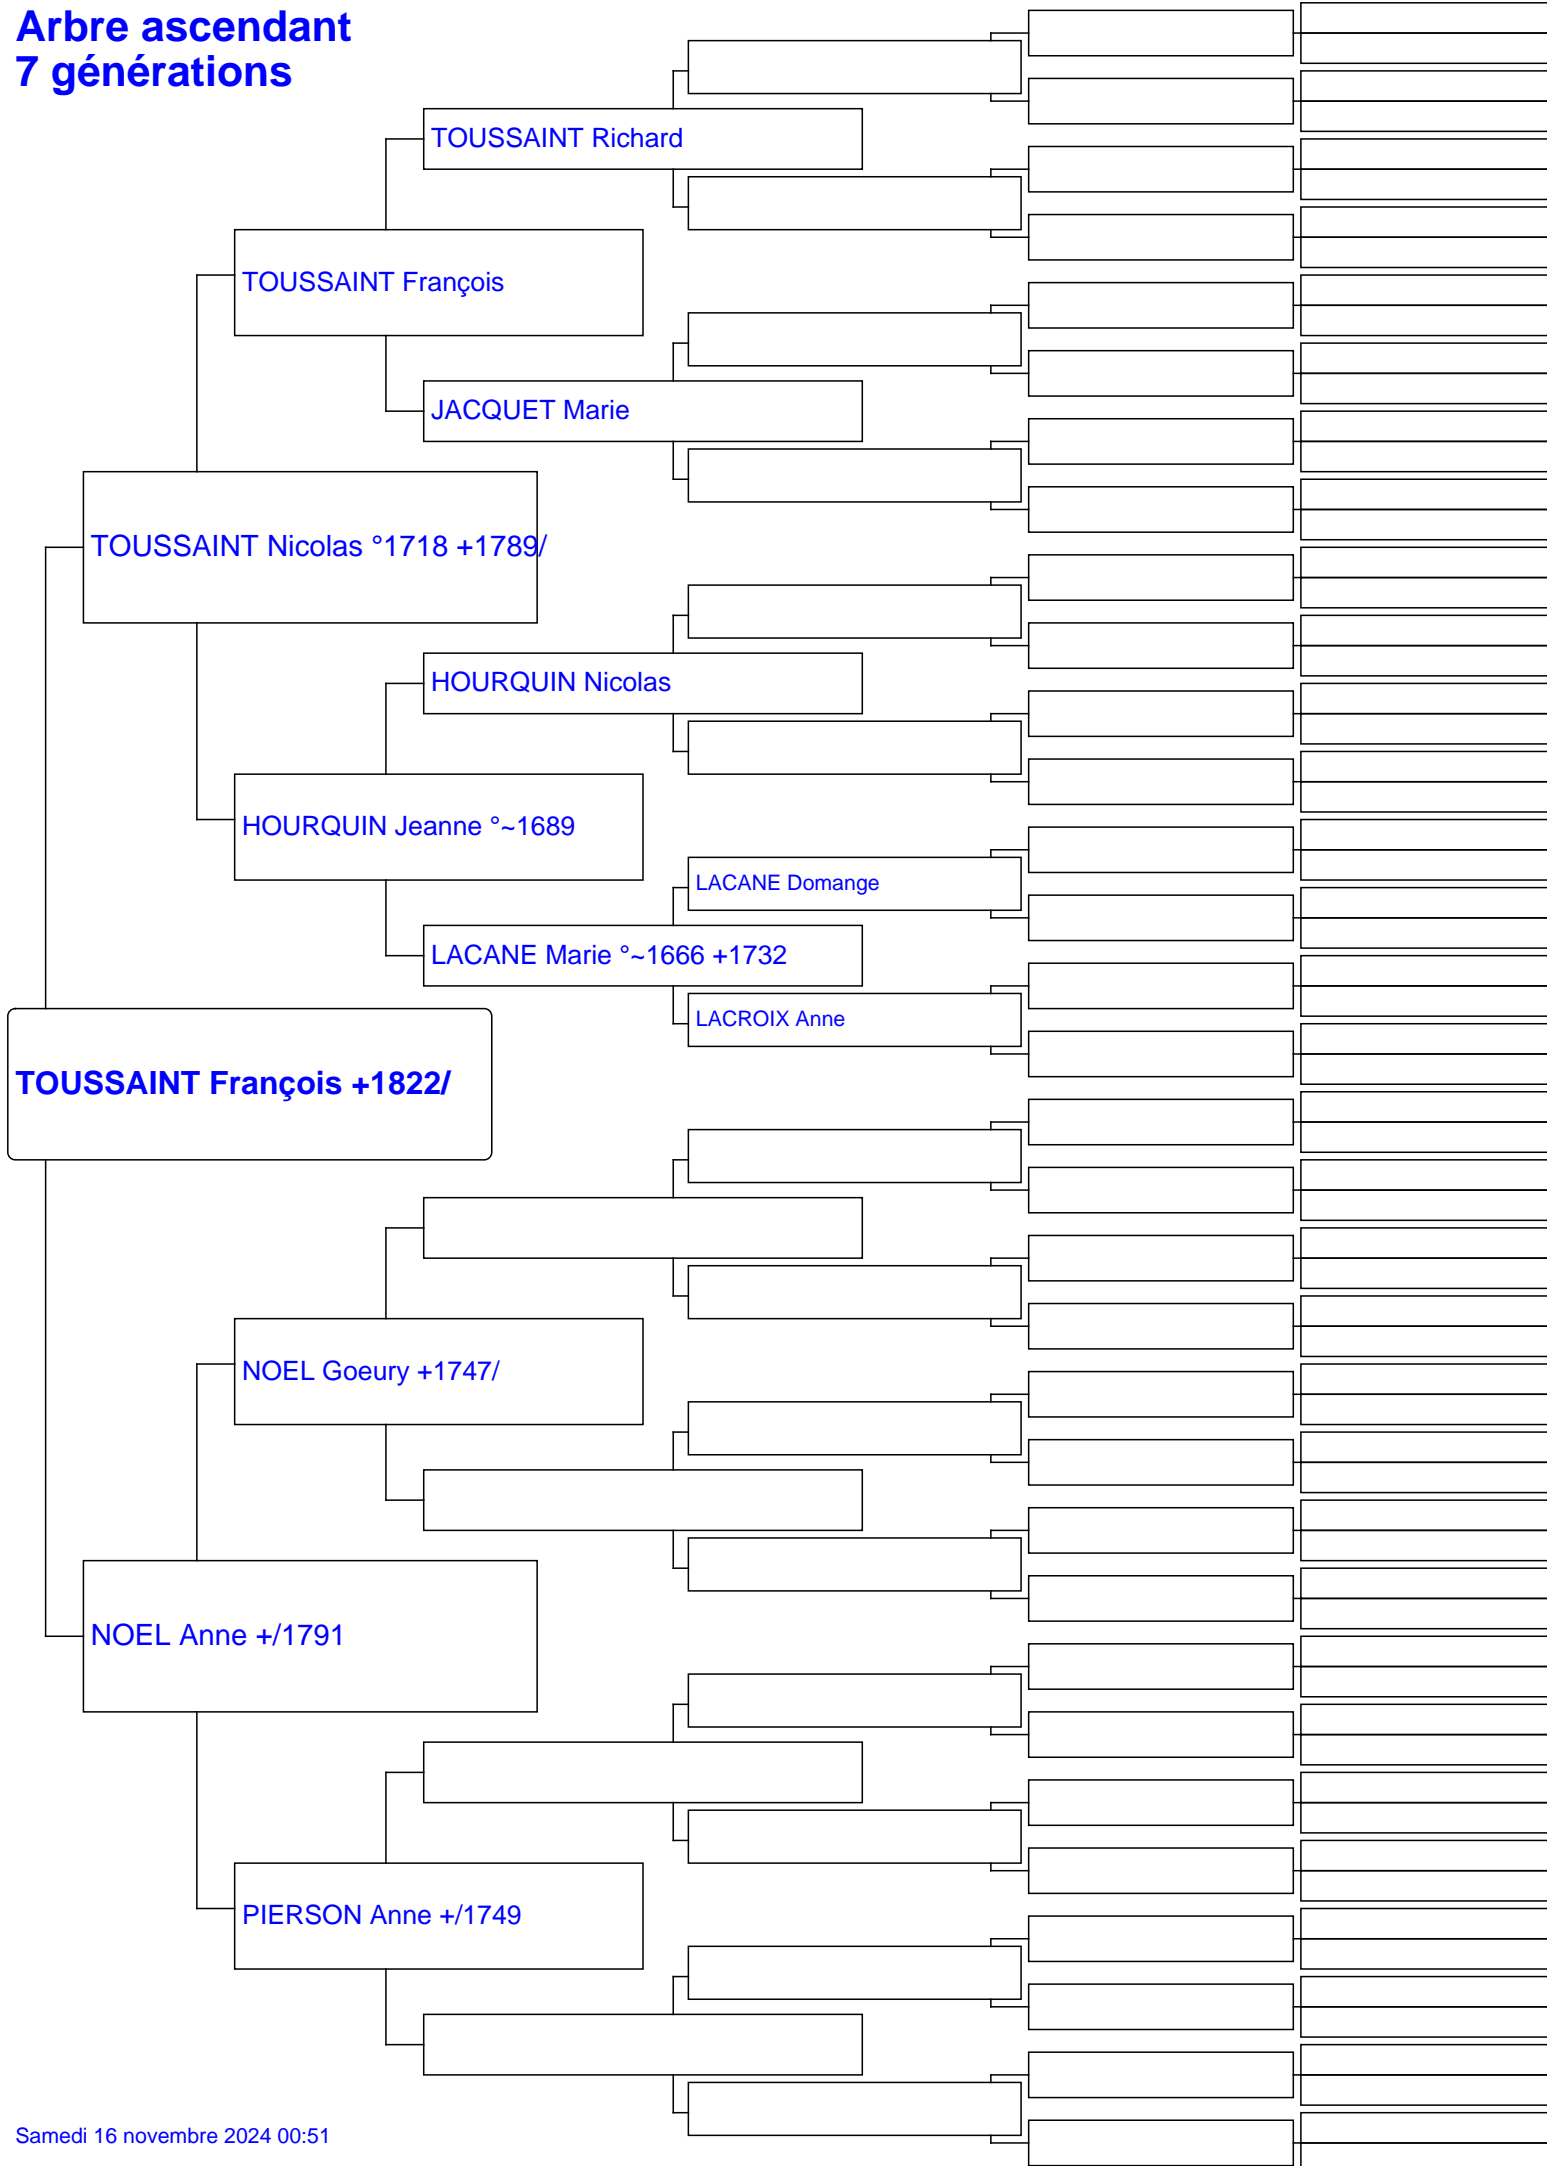 Arbre ascendant
7 générations
TOUSSAINT Richard
TOUSSAINT François
JACQUET Marie
TOUSSAINT Nicolas °1718 +1789/
HOURQUIN Nicolas
HOURQUIN Jeanne °~1689
LACANE Domange
LACANE Marie °~1666 +1732
LACROIX Anne
TOUSSAINT François +1822/
NOEL Goeury +1747/
NOEL Anne +/1791
PIERSON Anne +/1749
Samedi 16 novembre 2024 00:51